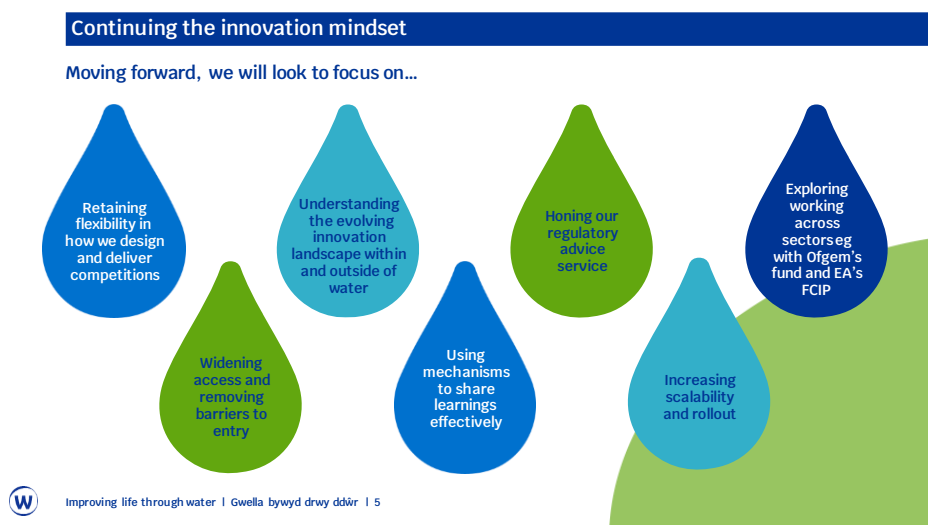 Continuing the innovation mindset
Moving forward, we will look to focus on...
Retaining
flexibility in
how we design
and deliver
competitions
Widening
access and
removing
barriers to
entry
Understanding
the evolving
innovation
landscape within
and outside of
water
Using
mechanisms
to share
learnings
effectively
Honing our
regulatory
advice
service
Increasing
scalability
and rollout
Exploring
working
across
sectors eg
with Ofgem's
fund and EA's
FCIP
W
Improving life through water | Gwella bywyd drwy ddŵr | 5